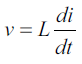 v = L di/dt